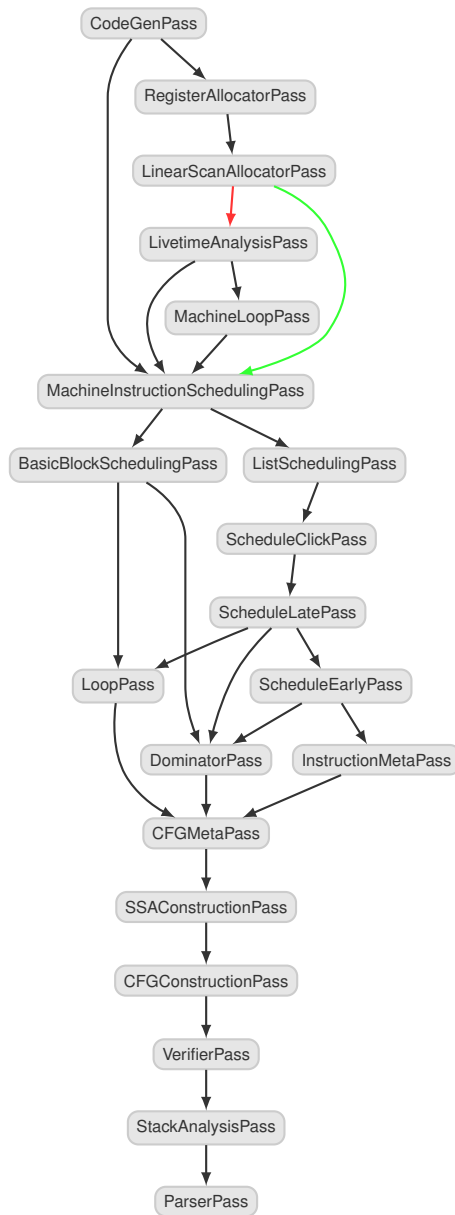 CodeGenPass
RegisterAllocatorPass
LinearScanAllocatorPass
LivetimeAnalysisPass
MachineLoopPass
MachineInstructionSchedulingPass
BasicBlockSchedulingPass
ListSchedulingPass
ScheduleClickPass
ScheduleLatePass
LoopPass
ScheduleEarlyPass
DominatorPass
InstructionMetaPass
CFGMetaPass
SSAConstructionPass
CFGConstructionPass
VerifierPass
StackAnalysisPass
ParserPass